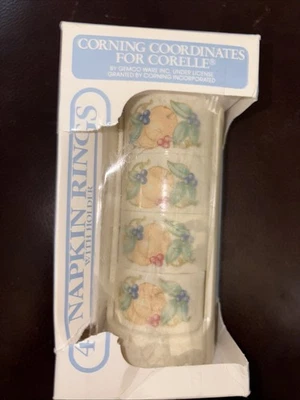 CORNING COORDINATES
FOR CORELLE®
BY GEMCO WARE INC. UNDER LICENSE
GRANTED BY CORNING INCORPORATED
4 NAPKIN RINGS
WITH HOLDER